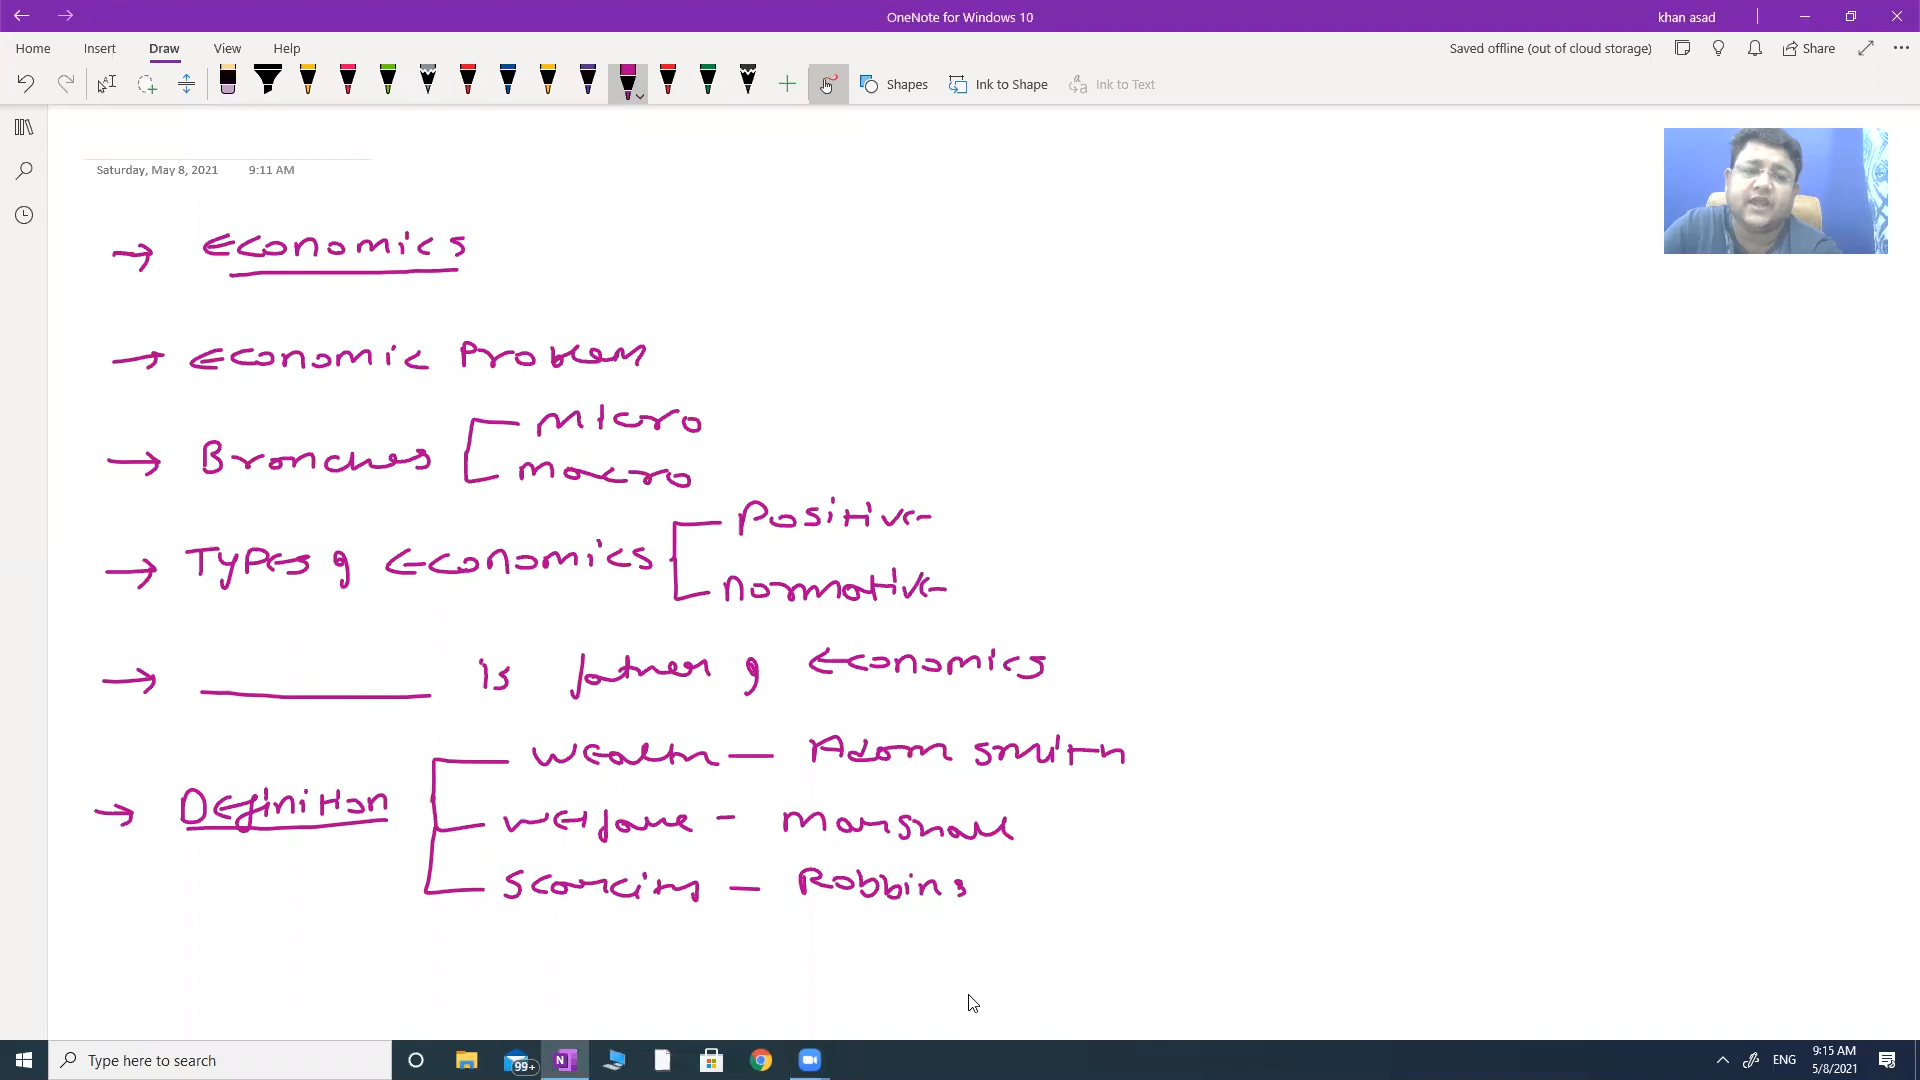 OneNote for Windows 10
khan asad
Home Insert Draw View Help
Saved offline (out of cloud storage)
Share
Shapes
Ink to Shape
Ink to Text
Saturday, May 8, 2021 9:11 AM
→ Economics
→ Economic Problem
→ Branches
Micro
Macro
→ Types of Economics
Positive
Normative
→ ________ is father of Economics
→ Definition
Wealth — Adam Smith
Welfare - Marshall
Scarcity — Robbins
Type here to search
99+
ENG
9:15 AM
5/8/2021